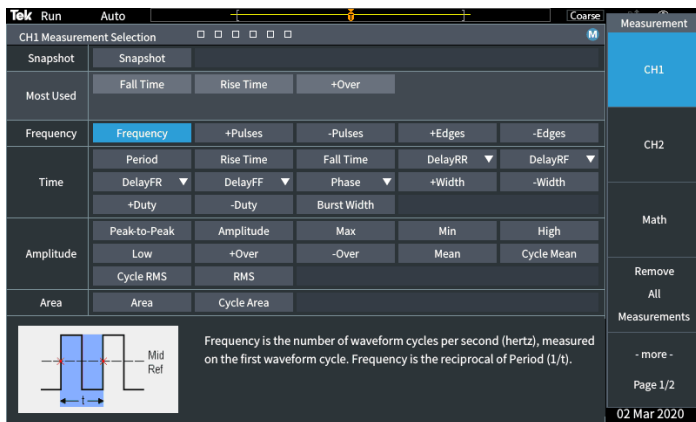 Tek Run Auto Coarse
Measurement
CH1 Measurement Selection M
Snapshot Snapshot
Most Used Fall Time Rise Time +Over
Frequency Frequency +Pulses -Pulses +Edges -Edges
Time Period Rise Time Fall Time DelayRR DelayRF
DelayFR DelayFF Phase +Width -Width
+Duty -Duty Burst Width
Amplitude Peak-to-Peak Amplitude Max Min High
Low +Over -Over Mean Cycle Mean
Cycle RMS RMS
Area Area Cycle Area
Mid
Ref
t
Frequency is the number of waveform cycles per second (hertz), measured
on the first waveform cycle. Frequency is the reciprocal of Period (1/t).
CH1
CH2
Math
Remove
All
Measurements
- more -
Page 1/2
02 Mar 2020